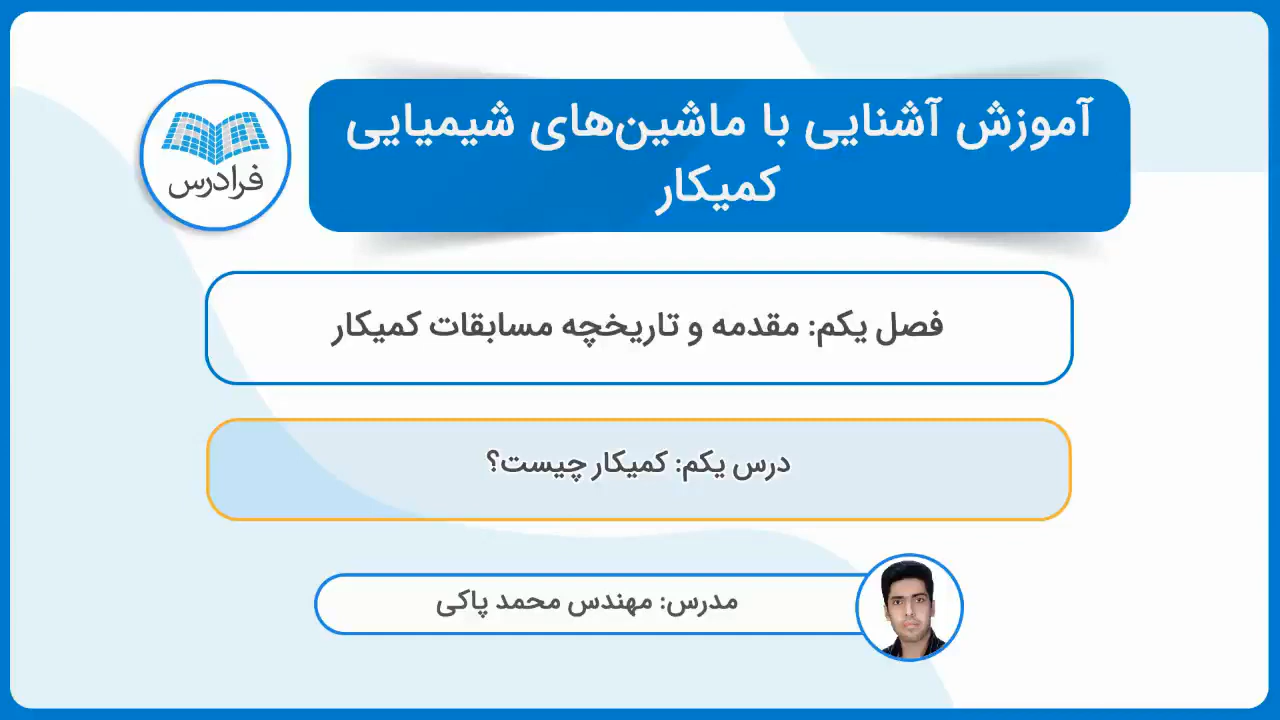 آموزش آشنایی با ماشین‌های شیمیایی
کمیکار
فرادرس
فصل یکم: مقدمه و تاریخچه مسابقات کمیکار
درس یکم: کمیکار چیست؟
مدرس: مهندس محمد پاکی